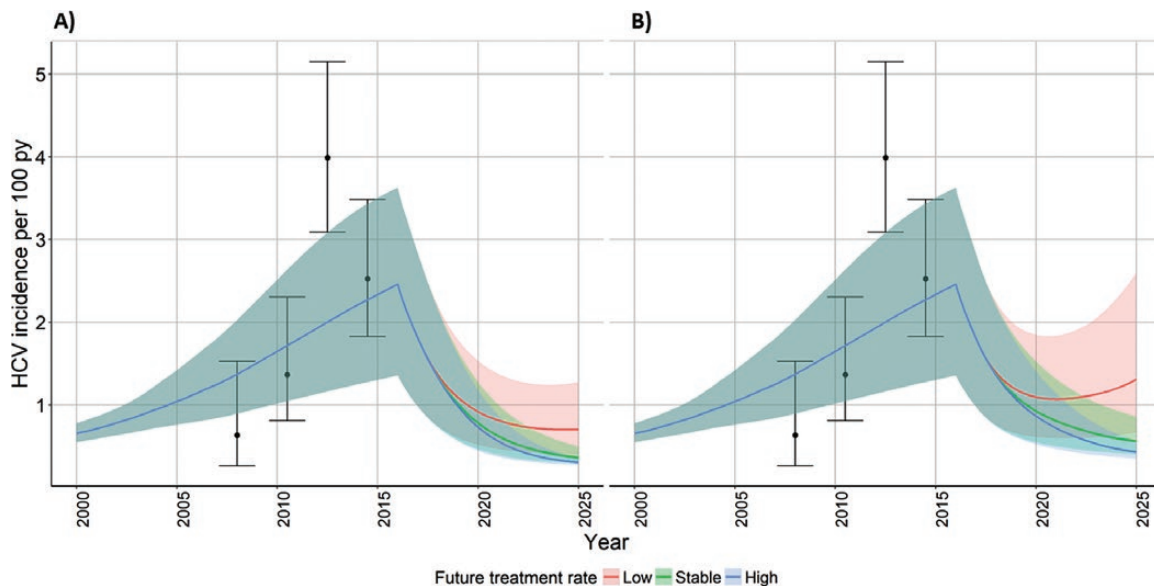 A)
B)
HCV incidence per 100 py
5
4
3
2
1
2000 2005 2010 2015 2020 2025
2000 2005 2010 2015 2020 2025
Year
Future treatment rate Low Stable High